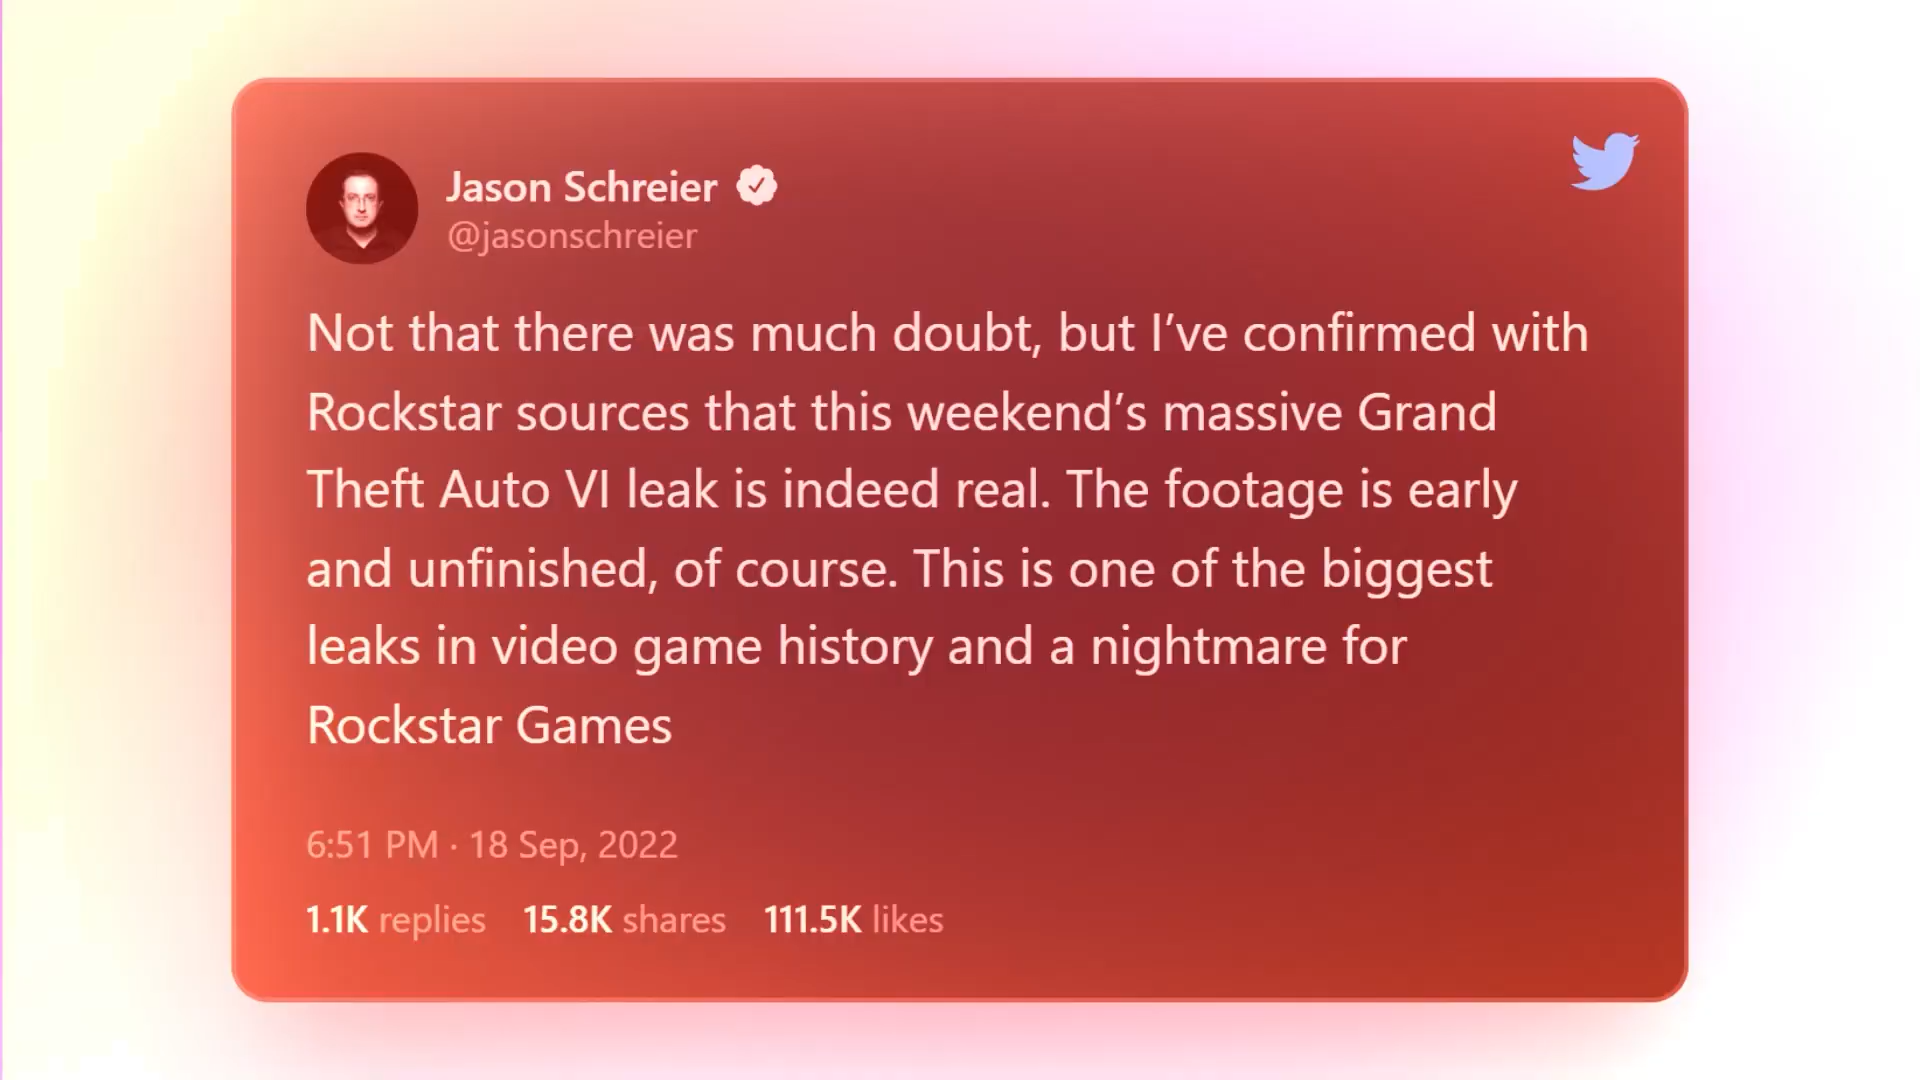 Jason Schreier
@jasonschreier
Not that there was much doubt, but I’ve confirmed with
Rockstar sources that this weekend’s massive Grand
Theft Auto VI leak is indeed real. The footage is early
and unfinished, of course. This is one of the biggest
leaks in video game history and a nightmare for
Rockstar Games
6:51 PM · 18 Sep, 2022
1.1K replies 15.8K shares 111.5K likes